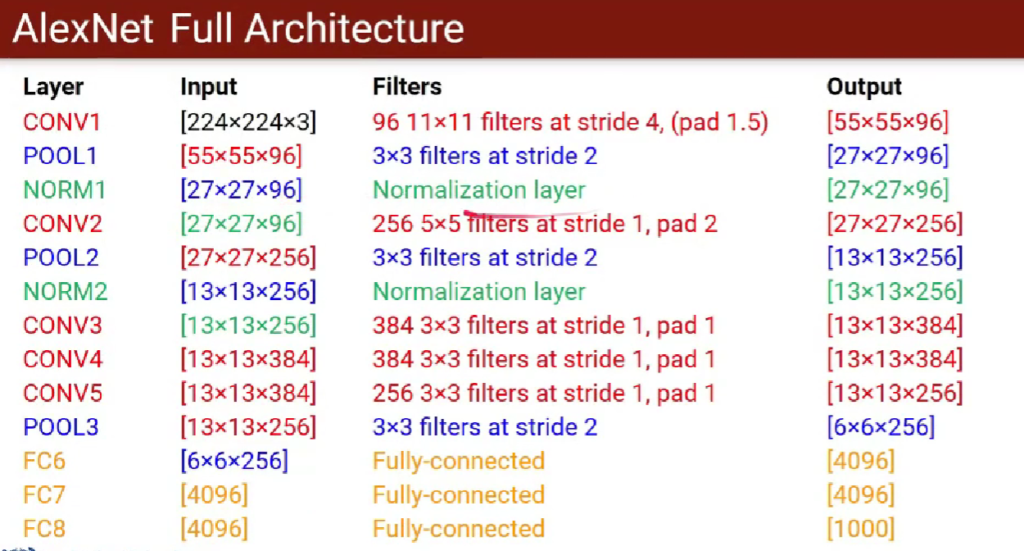 AlexNet Full Architecture
Layer Input Filters Output
CONV1 [224×224×3] 96 11×11 filters at stride 4, (pad 1.5) [55×55×96]
POOL1 [55×55×96] 3×3 filters at stride 2 [27×27×96]
NORM1 [27×27×96] Normalization layer [27×27×96]
CONV2 [27×27×96] 256 5×5 filters at stride 1, pad 2 [27×27×256]
POOL2 [27×27×256] 3×3 filters at stride 2 [13×13×256]
NORM2 [13×13×256] Normalization layer [13×13×256]
CONV3 [13×13×256] 384 3×3 filters at stride 1, pad 1 [13×13×384]
CONV4 [13×13×384] 384 3×3 filters at stride 1, pad 1 [13×13×384]
CONV5 [13×13×384] 256 3×3 filters at stride 1, pad 1 [13×13×256]
POOL3 [13×13×256] 3×3 filters at stride 2 [6×6×256]
FC6 [6×6×256] Fully-connected [4096]
FC7 [4096] Fully-connected [4096]
FC8 [4096] Fully-connected [1000]